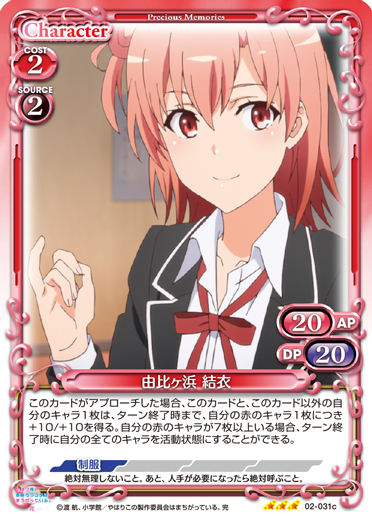 Precious Memories
Character
COST
2
SOURCE
2
20 AP
DP 20
由比ヶ浜 結衣
このカードがアプローチした場合、このカードと、このカード以外の自
分のキャラ1枚は、ターン終了時まで、自分の赤のキャラ1枚につき
+10/+10を得る。自分の赤のキャラが7枚以上いる場合、ターン終
了時に自分の全てのキャラを活動状態にすることができる。
制服
絶対無理しないこと。あと、人手が必要になったら絶対呼ぶこと。
©渡 航、小学館／やはりこの製作委員会はまちがっている。完
02-031c